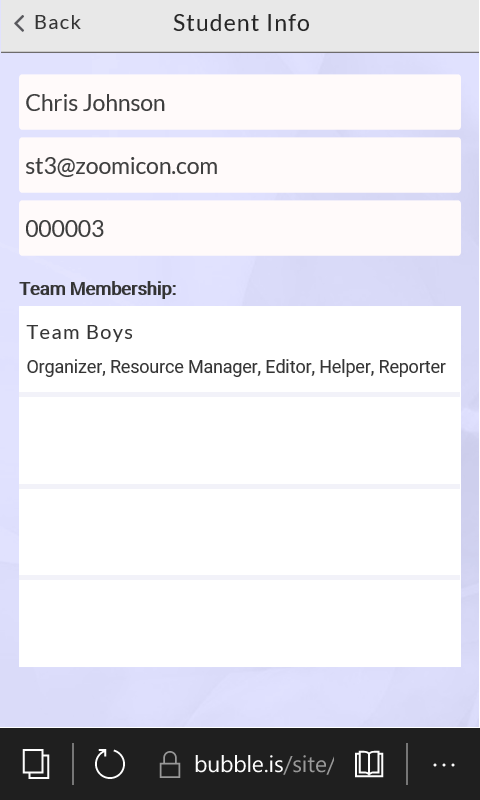 Back
Student Info
Chris Johnson
st3@zoomicon.com
000003
Team Membership:
Team Boys
Organizer, Resource Manager, Editor, Helper, Reporter
bubble.is/site/